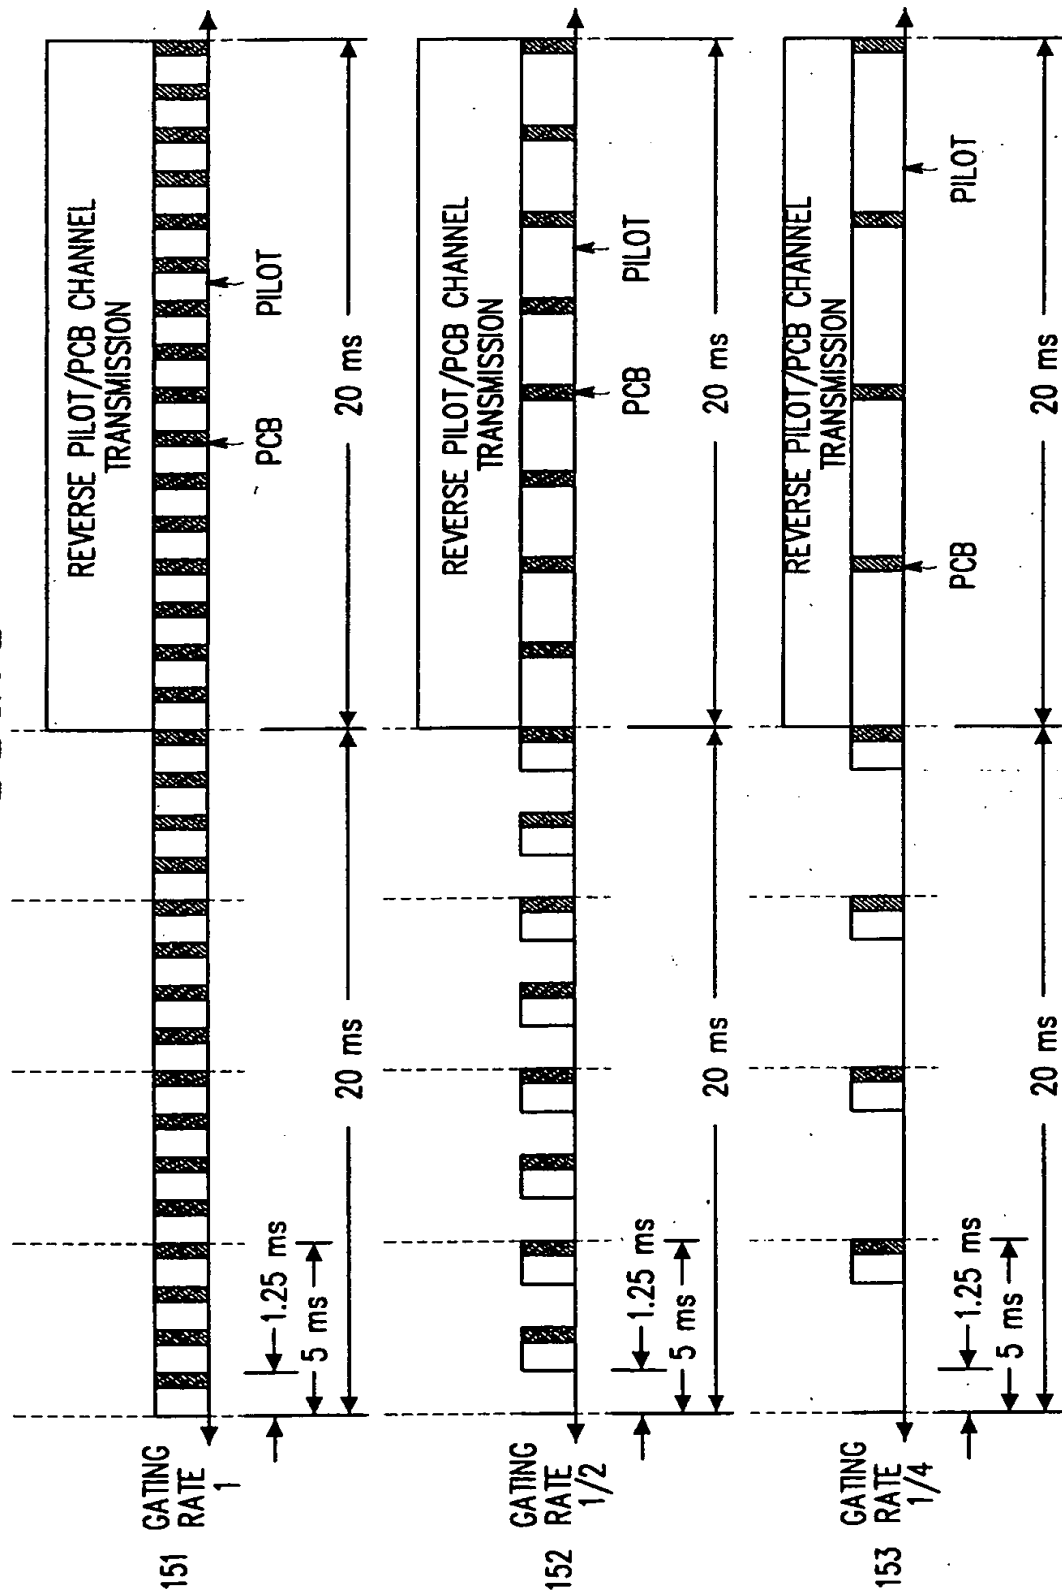 151 GATING
RATE
1
1.25 ms
5 ms
20 ms
20 ms
REVERSE PILOT/PCB CHANNEL
TRANSMISSION
PCB
PILOT
152 GATING
RATE
1/2
1.25 ms
5 ms
20 ms
20 ms
REVERSE PILOT/PCB CHANNEL
TRANSMISSION
PCB
PILOT
153 GATING
RATE
1/4
1.25 ms
5 ms
20 ms
20 ms
REVERSE PILOT/PCB CHANNEL
TRANSMISSION
PCB
PILOT